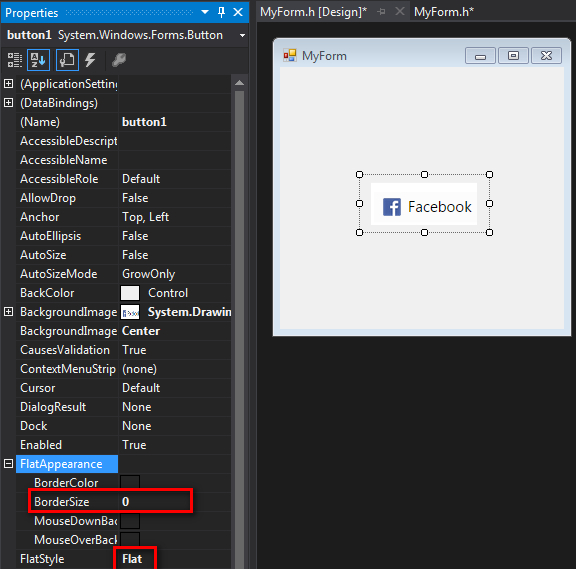 Properties
button1 System.Windows.Forms.Button
(ApplicationSetting
(DataBindings)
(Name) button1
AccessibleDescript
AccessibleName
AccessibleRole Default
AllowDrop False
Anchor Top, Left
AutoEllipsis False
AutoSize False
AutoSizeMode GrowOnly
BackColor Control
BackgroundImage System.Drawin
BackgroundImage Center
CausesValidation True
ContextMenuStrip (none)
Cursor Default
DialogResult None
Dock None
Enabled True
FlatAppearance
BorderColor
BorderSize 0
MouseDownBac
MouseOverBack
FlatStyle Flat
MyForm.h [Design]* MyForm.h*
MyForm
Facebook